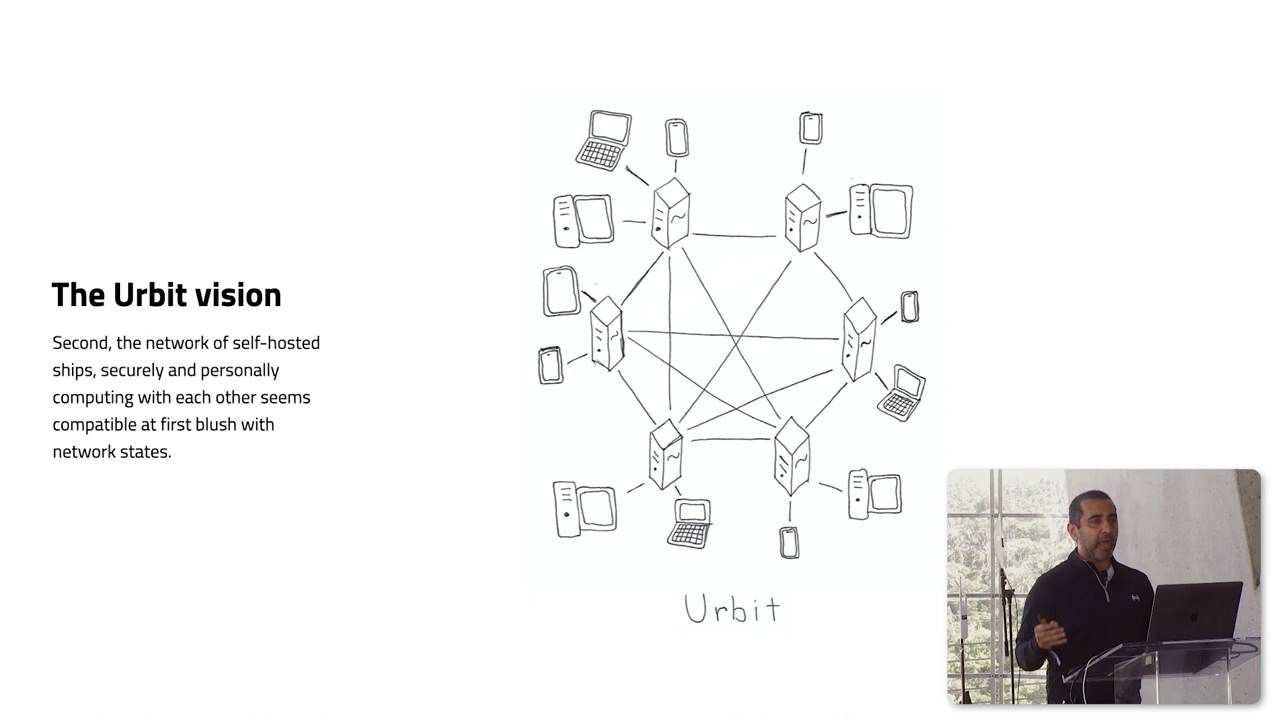 The Urbit vision
Second, the network of self-hosted
ships, securely and personally
computing with each other seems
compatible at first blush with
network states.
Urbit